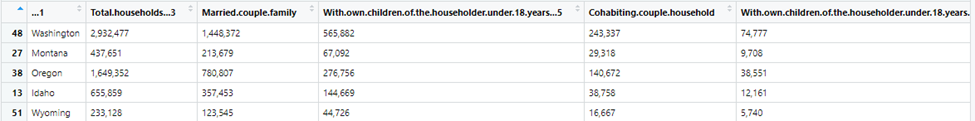 ...1 Total.households...3 Married.couple.family With.own.children.of.the.householder.under.18.years...5 Cohabiting.couple.household With.own.children.of.the.householder.under.18.years.
48 Washington 2,932,477 1,448,372 565,882 243,337 74,777
27 Montana 437,651 213,679 67,092 29,318 9,708
38 Oregon 1,649,352 780,807 276,756 140,672 38,551
13 Idaho 655,859 357,453 144,669 38,758 12,161
51 Wyoming 233,128 123,545 44,726 16,667 5,740